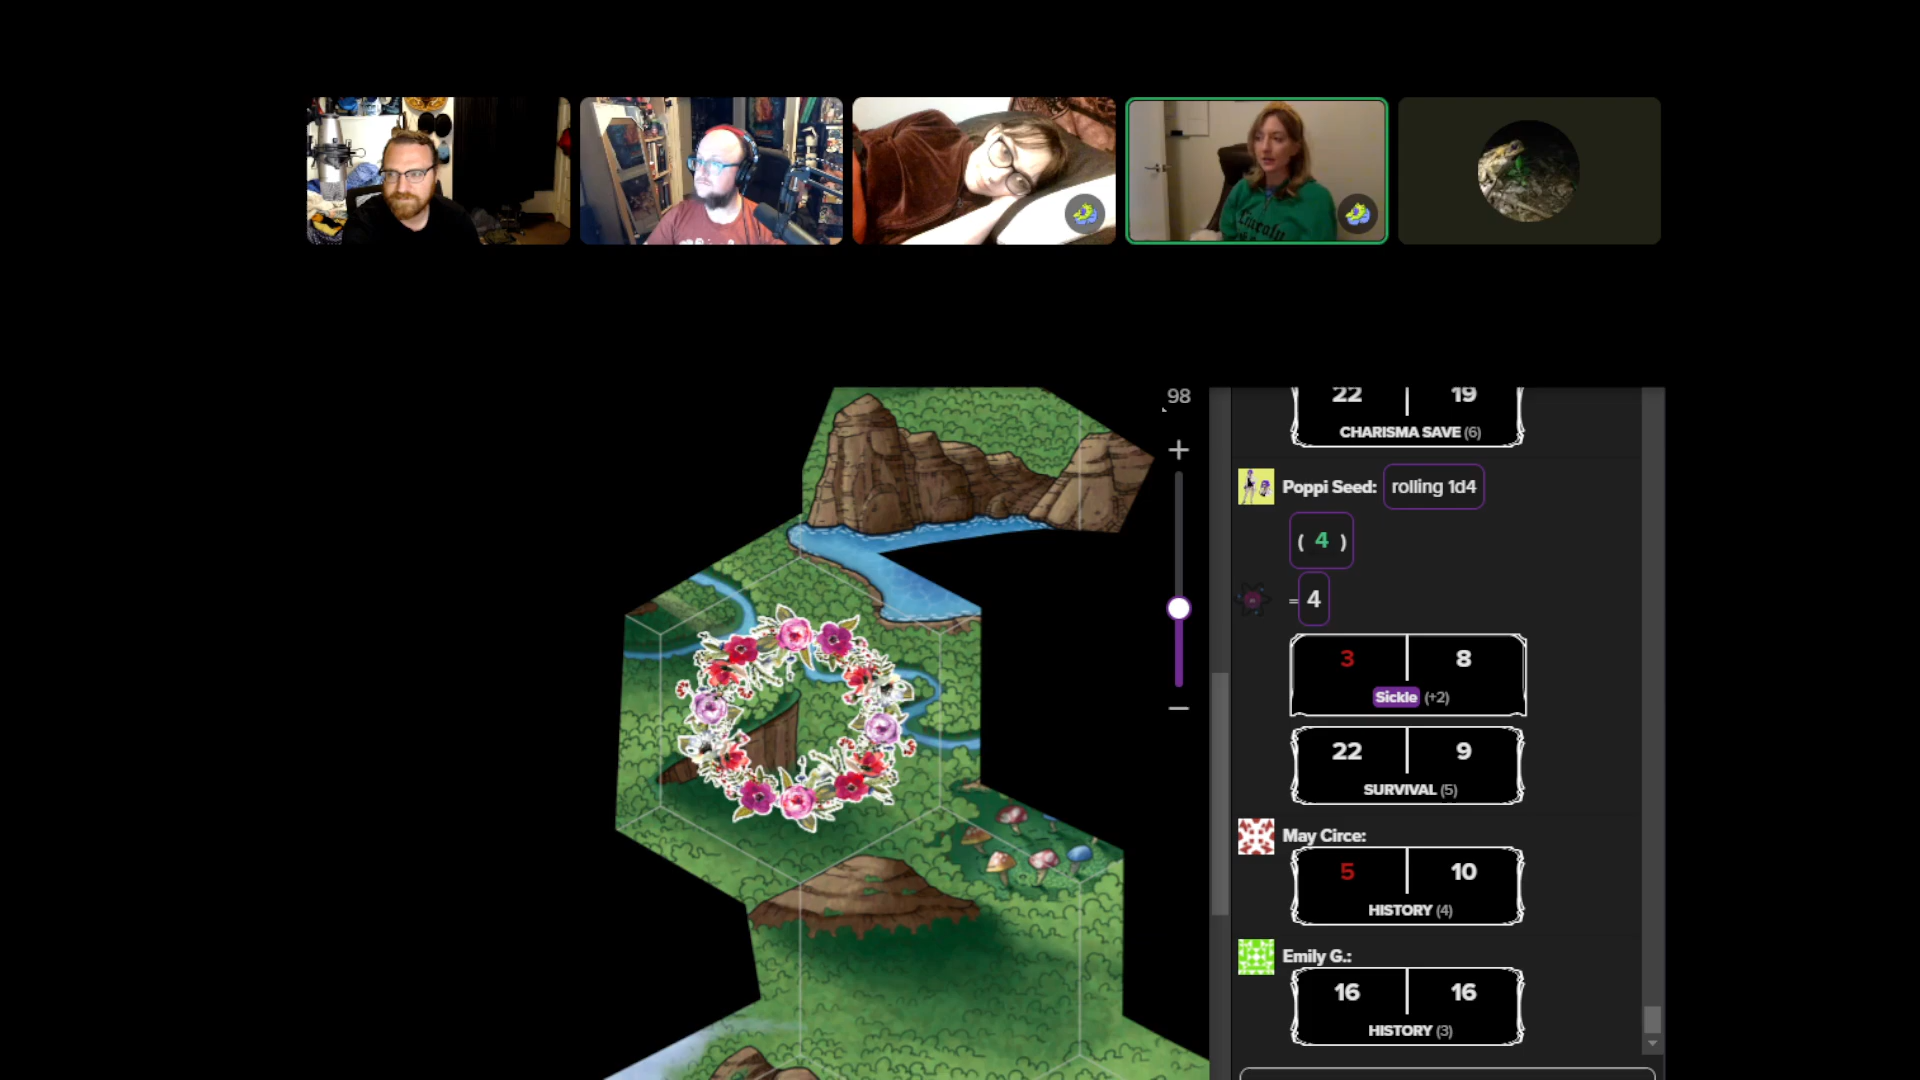 98
22 19
CHARISMA SAVE (6)
Poppi Seed: rolling 1d4
( 4 )
= 4
3 8
Sickle (+2)
22 9
SURVIVAL (5)
May Circe:
5 10
HISTORY (4)
Emily G.:
16 16
HISTORY (3)